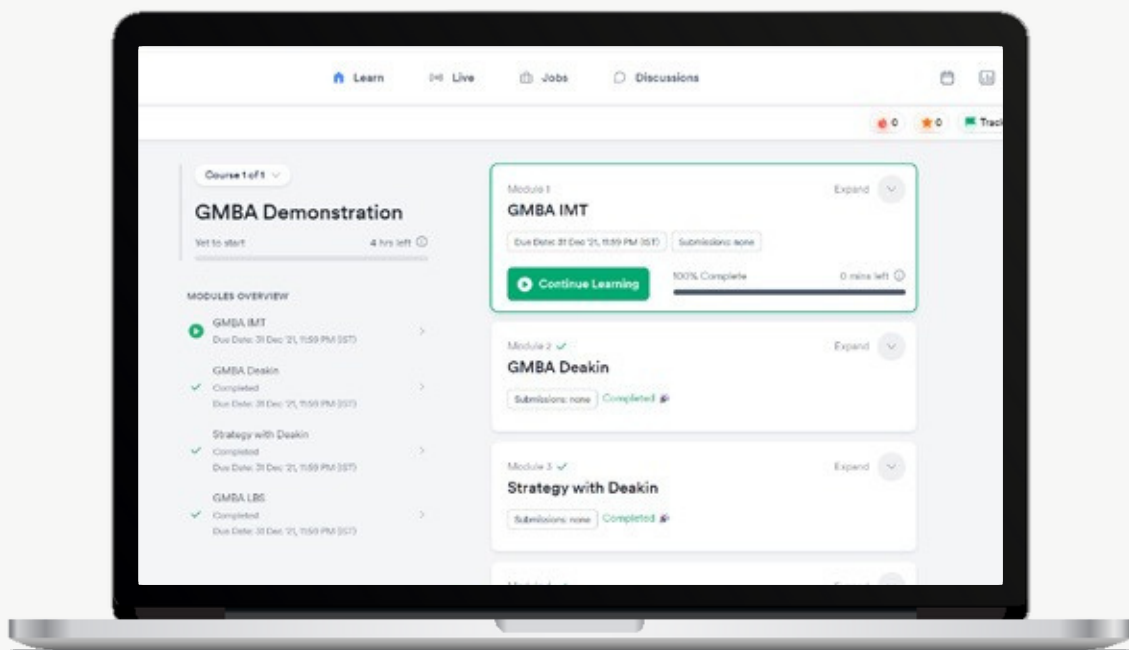 Learn
Live
Jobs
Discussions
0
0
Course 1 of 1
GMBA Demonstration
Yet to start
4 hrs left
MODULES OVERVIEW
GMBA IMT
Due Date: 31 Dec '21, 11:59 PM (IST)
GMBA Deakin
Completed
Due Date: 31 Dec '21, 11:59 PM (IST)
Strategy with Deakin
Completed
Due Date: 31 Dec '21, 11:59 PM (IST)
GMBA LBS
Completed
Due Date: 31 Dec '21, 11:59 PM (IST)
Module 1
Expand
GMBA IMT
Due Date: 31 Dec '21, 11:59 PM (IST)
Submissions: none
Continue Learning
100% Complete
0 mins left
Module 2
Expand
GMBA Deakin
Submissions: none
Completed
Module 3
Expand
Strategy with Deakin
Submissions: none
Completed